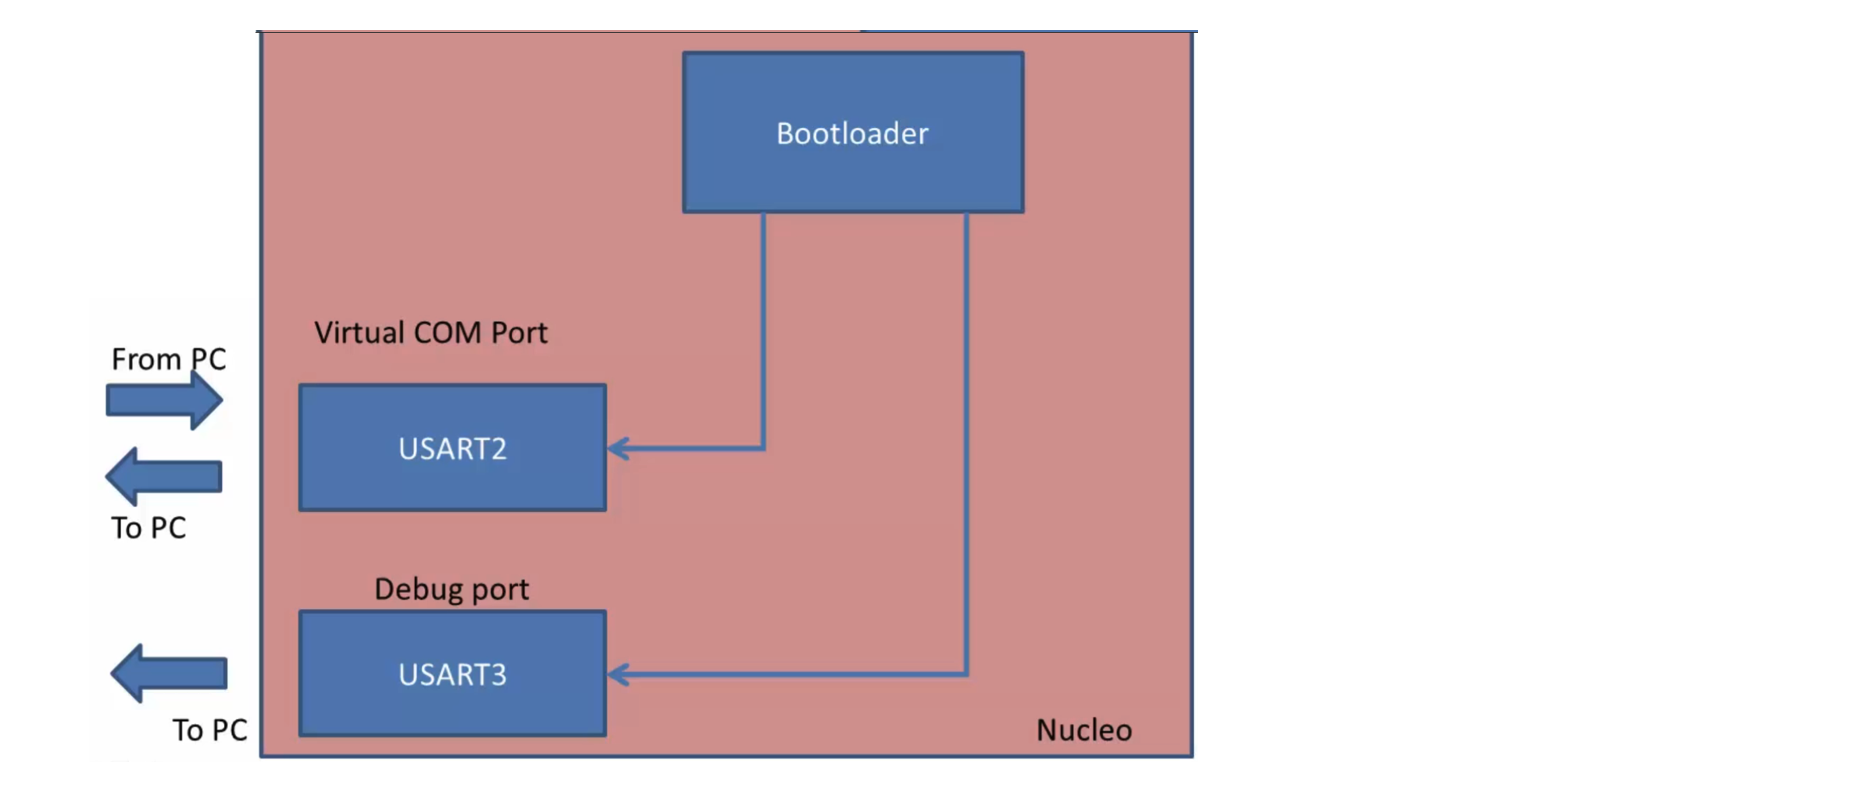 Bootloader
Virtual COM Port
From PC
USART2
To PC
Debug port
USART3
To PC
Nucleo